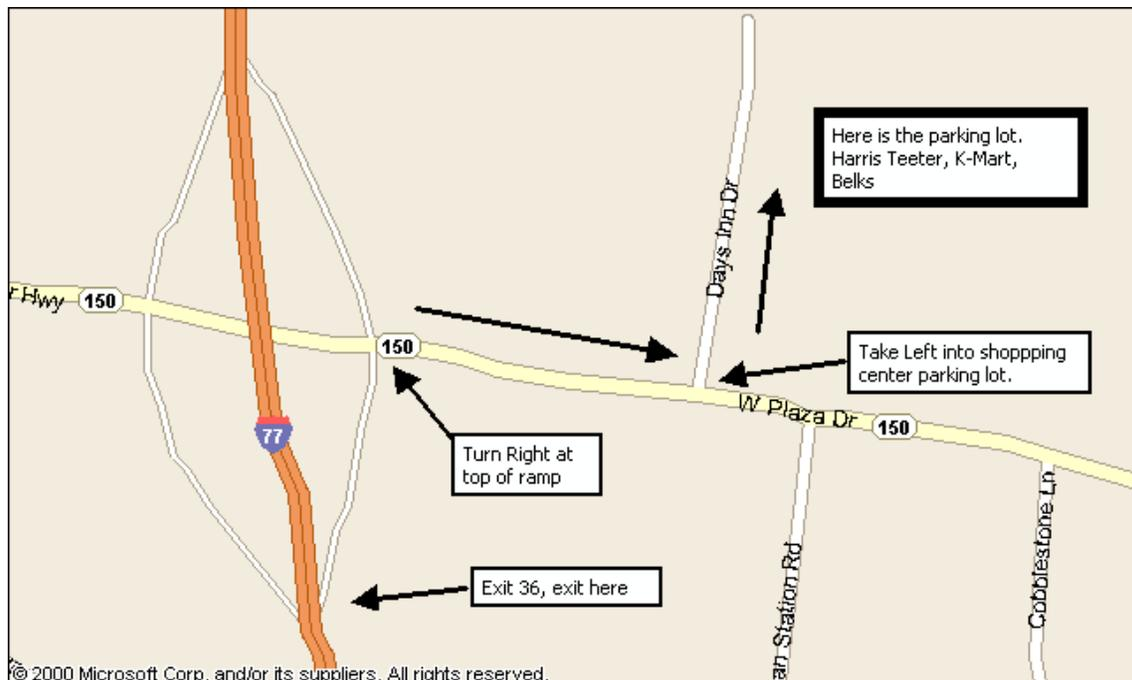 Here is the parking lot.
Harris Teeter, K-Mart,
Belks
Days Inn Dr
r Hwy
150
150
Take Left into shoppping
center parking lot.
W Plaza Dr
150
77
Turn Right at
top of ramp
Cobblestone Ln
an Station Rd
Exit 36, exit here
© 2000 Microsoft Corp. and/or its suppliers. All rights reserved.